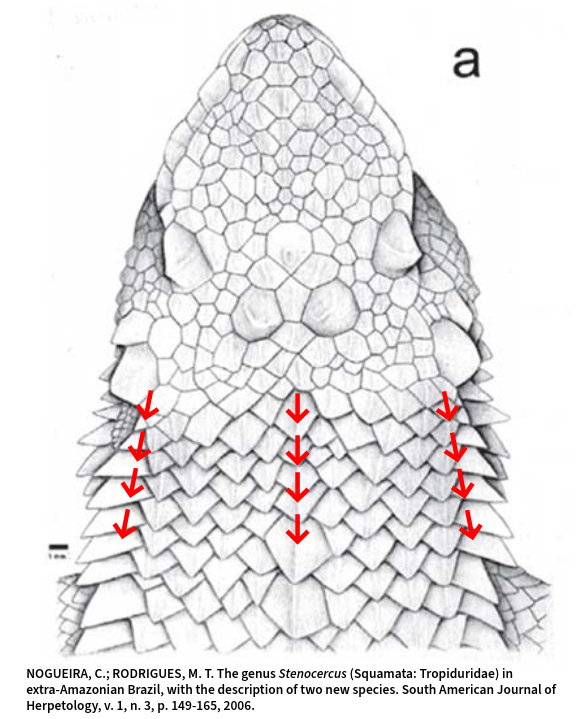 a
1 mm.
NOGUEIRA, C.; RODRIGUES, M. T. The genus Stenocercus (Squamata: Tropiduridae) in
extra-Amazonian Brazil, with the description of two new species. South American Journal of
Herpetology, v. 1, n. 3, p. 149-165, 2006.